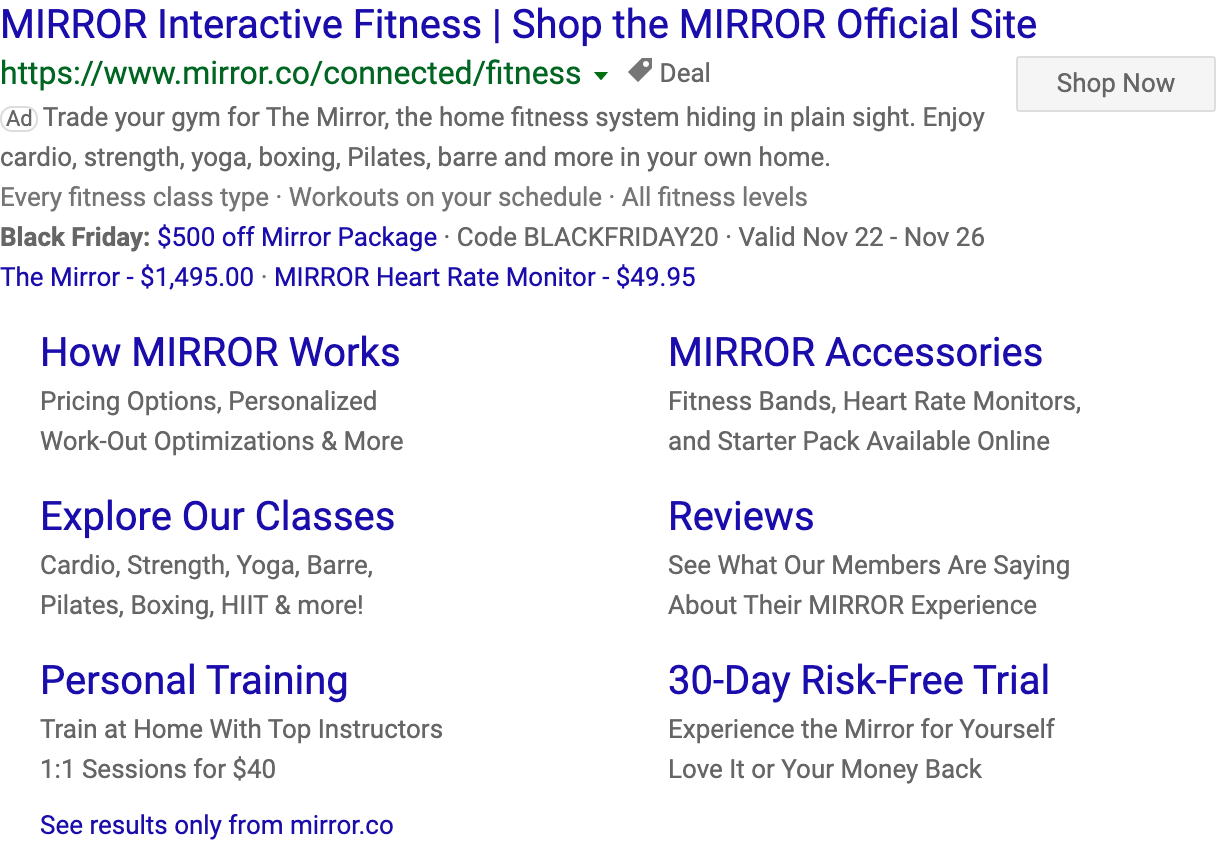 MIRROR Interactive Fitness | Shop the MIRROR Official Site
https://www.mirror.co/connected/fitness Deal
Shop Now
Ad Trade your gym for The Mirror, the home fitness system hiding in plain sight. Enjoy
cardio, strength, yoga, boxing, Pilates, barre and more in your own home.
Every fitness class type · Workouts on your schedule · All fitness levels
Black Friday: $500 off Mirror Package · Code BLACKFRIDAY20 · Valid Nov 22 - Nov 26
The Mirror - $1,495.00 · MIRROR Heart Rate Monitor - $49.95
How MIRROR Works
Pricing Options, Personalized
Work-Out Optimizations & More
MIRROR Accessories
Fitness Bands, Heart Rate Monitors,
and Starter Pack Available Online
Explore Our Classes
Cardio, Strength, Yoga, Barre,
Pilates, Boxing, HIIT & more!
Reviews
See What Our Members Are Saying
About Their MIRROR Experience
Personal Training
Train at Home With Top Instructors
1:1 Sessions for $40
30-Day Risk-Free Trial
Experience the Mirror for Yourself
Love It or Your Money Back
See results only from mirror.co